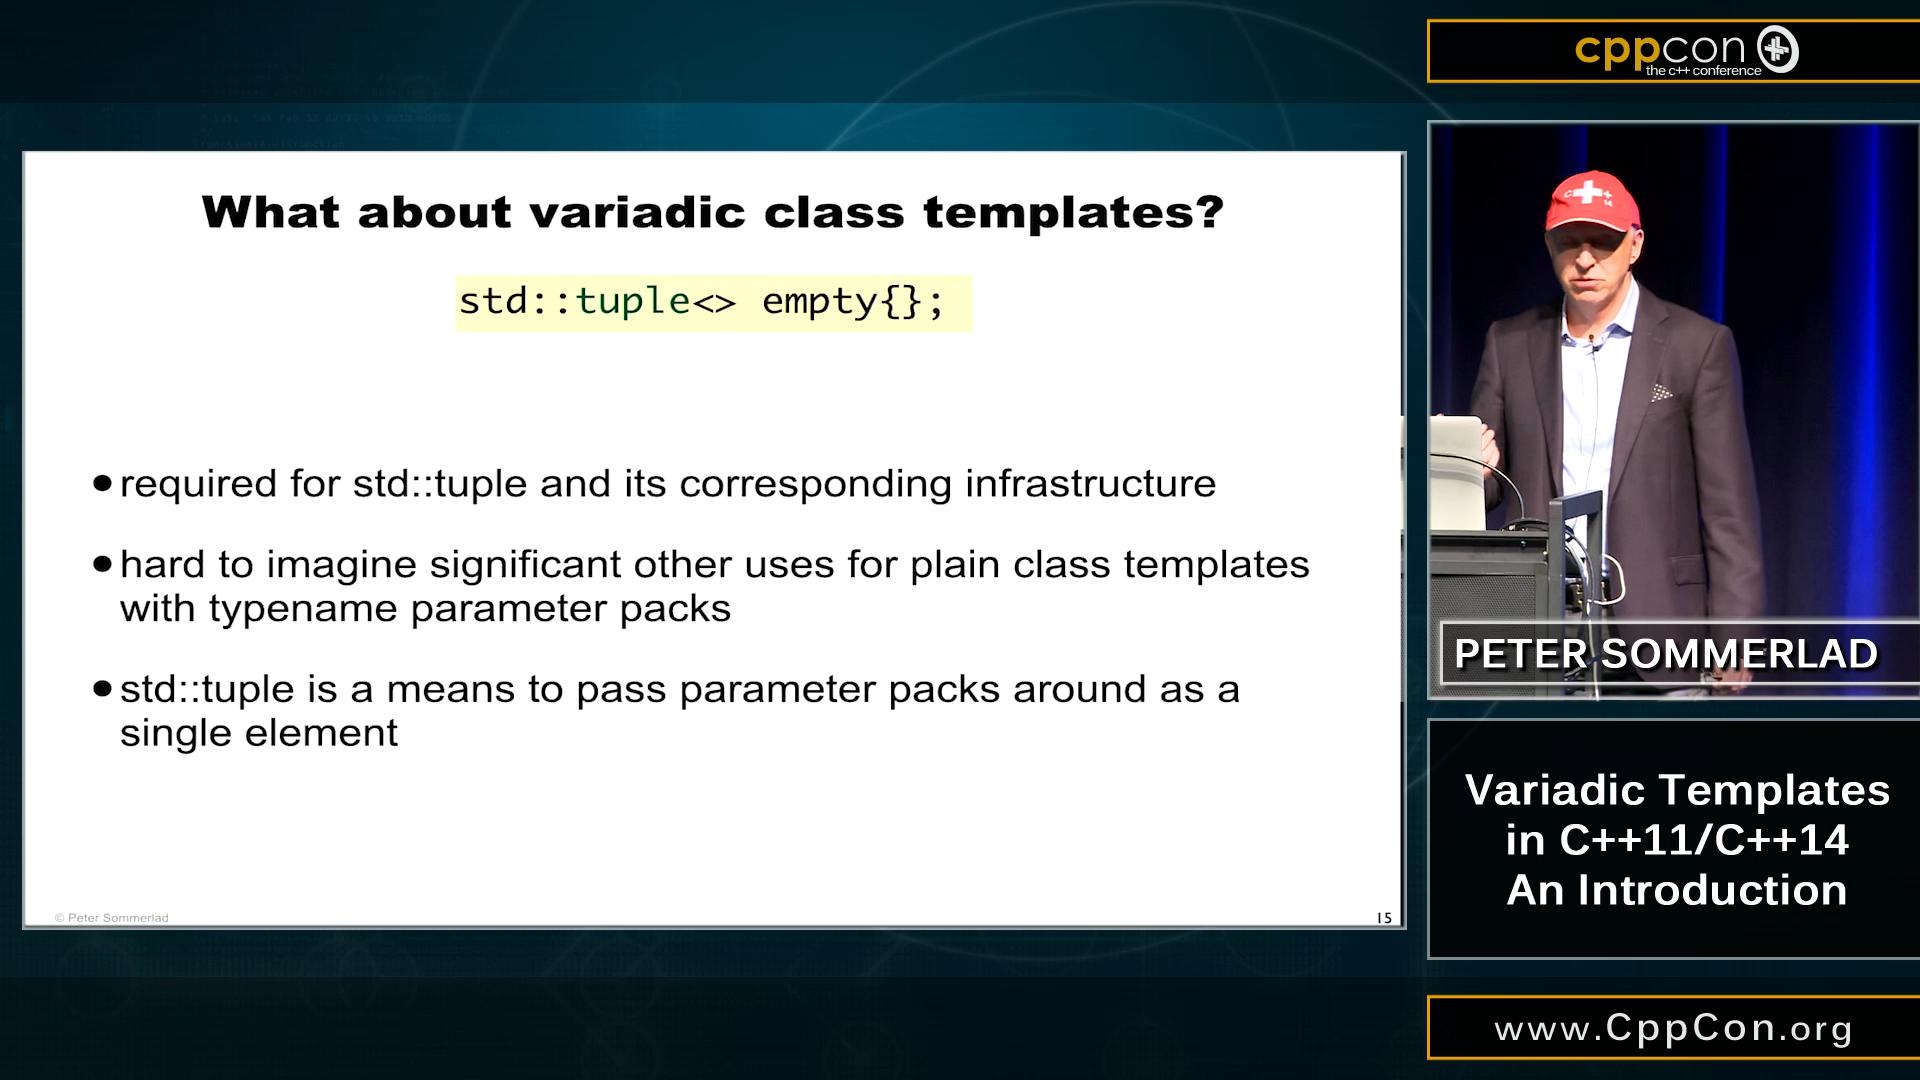 cppcon
the c++ conference
What about variadic class templates?
std::tuple<> empty{};
●required for std::tuple and its corresponding infrastructure
●hard to imagine significant other uses for plain class templates
with typename parameter packs
●std::tuple is a means to pass parameter packs around as a
single element
© Peter Sommerlad
15
C++
14
PETER SOMMERLAD
Variadic Templates
in C++11/C++14
An Introduction
www.CppCon.org